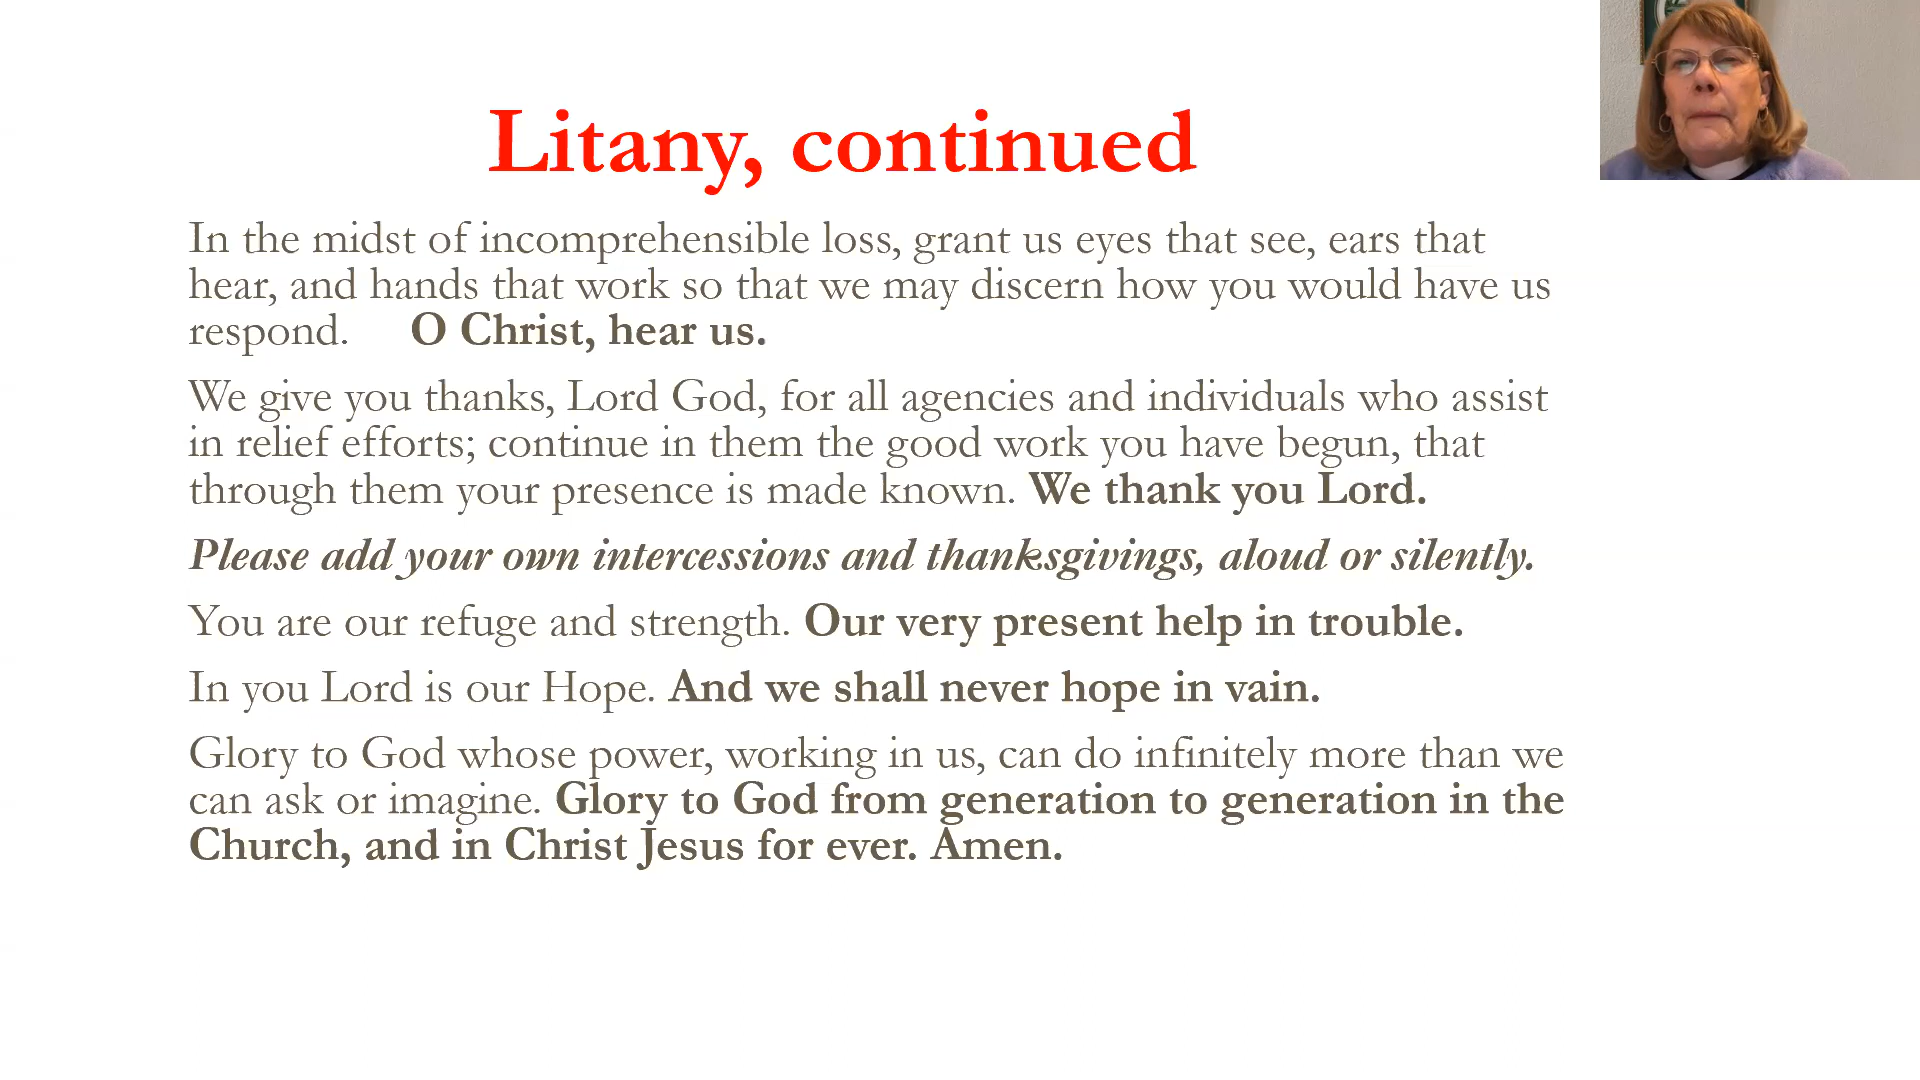 Litany, continued
In the midst of incomprehensible loss, grant us eyes that see, ears that
hear, and hands that work so that we may discern how you would have us
respond. O Christ, hear us.
We give you thanks, Lord God, for all agencies and individuals who assist
in relief efforts; continue in them the good work you have begun, that
through them your presence is made known. We thank you Lord.
Please add your own intercessions and thanksgivings, aloud or silently.
You are our refuge and strength. Our very present help in trouble.
In you Lord is our Hope. And we shall never hope in vain.
Glory to God whose power, working in us, can do infinitely more than we
can ask or imagine. Glory to God from generation to generation in the
Church, and in Christ Jesus for ever. Amen.